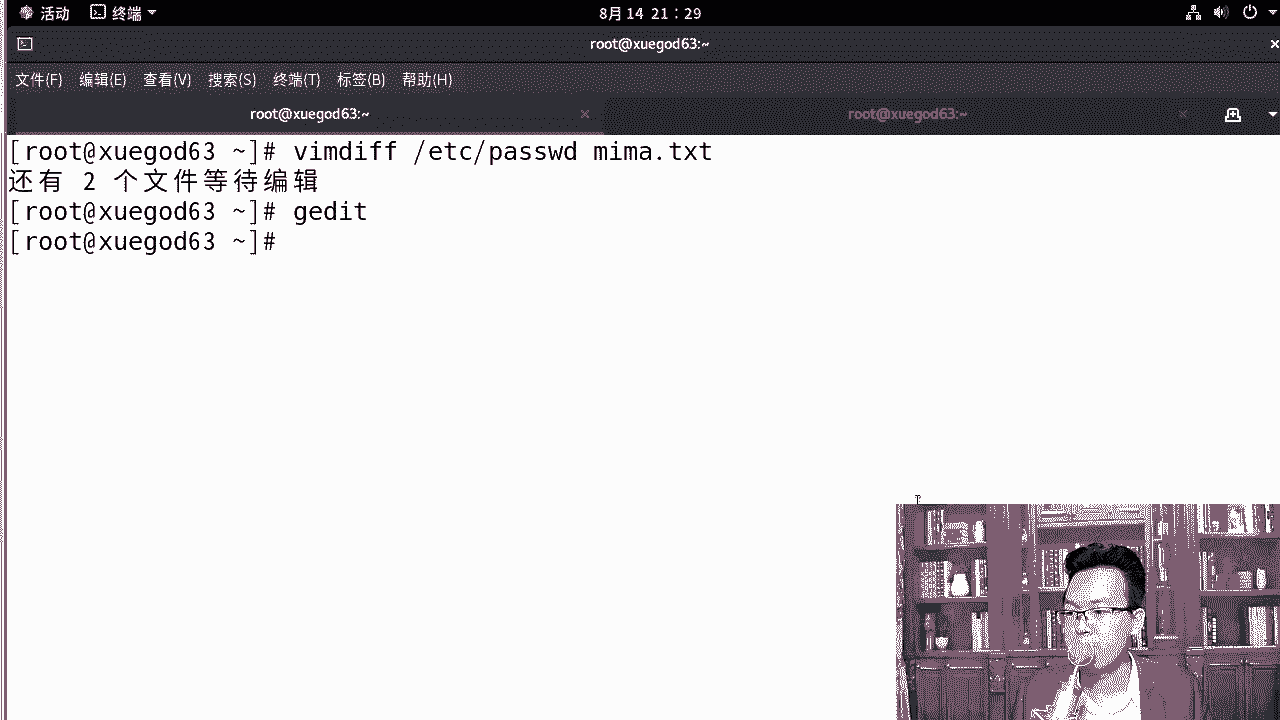 活动 终端 8月14 21:29
root@xuegod63:~
文件(F) 编辑(E) 查看(V) 搜索(S) 终端(T) 标签(B) 帮助(H)
root@xuegod63:~ root@xuegod63:~
[root@xuegod63 ~]# vimdiff /etc/passwd mima.txt
还有 2 个文件等待编辑
[root@xuegod63 ~]# gedit
[root@xuegod63 ~]#